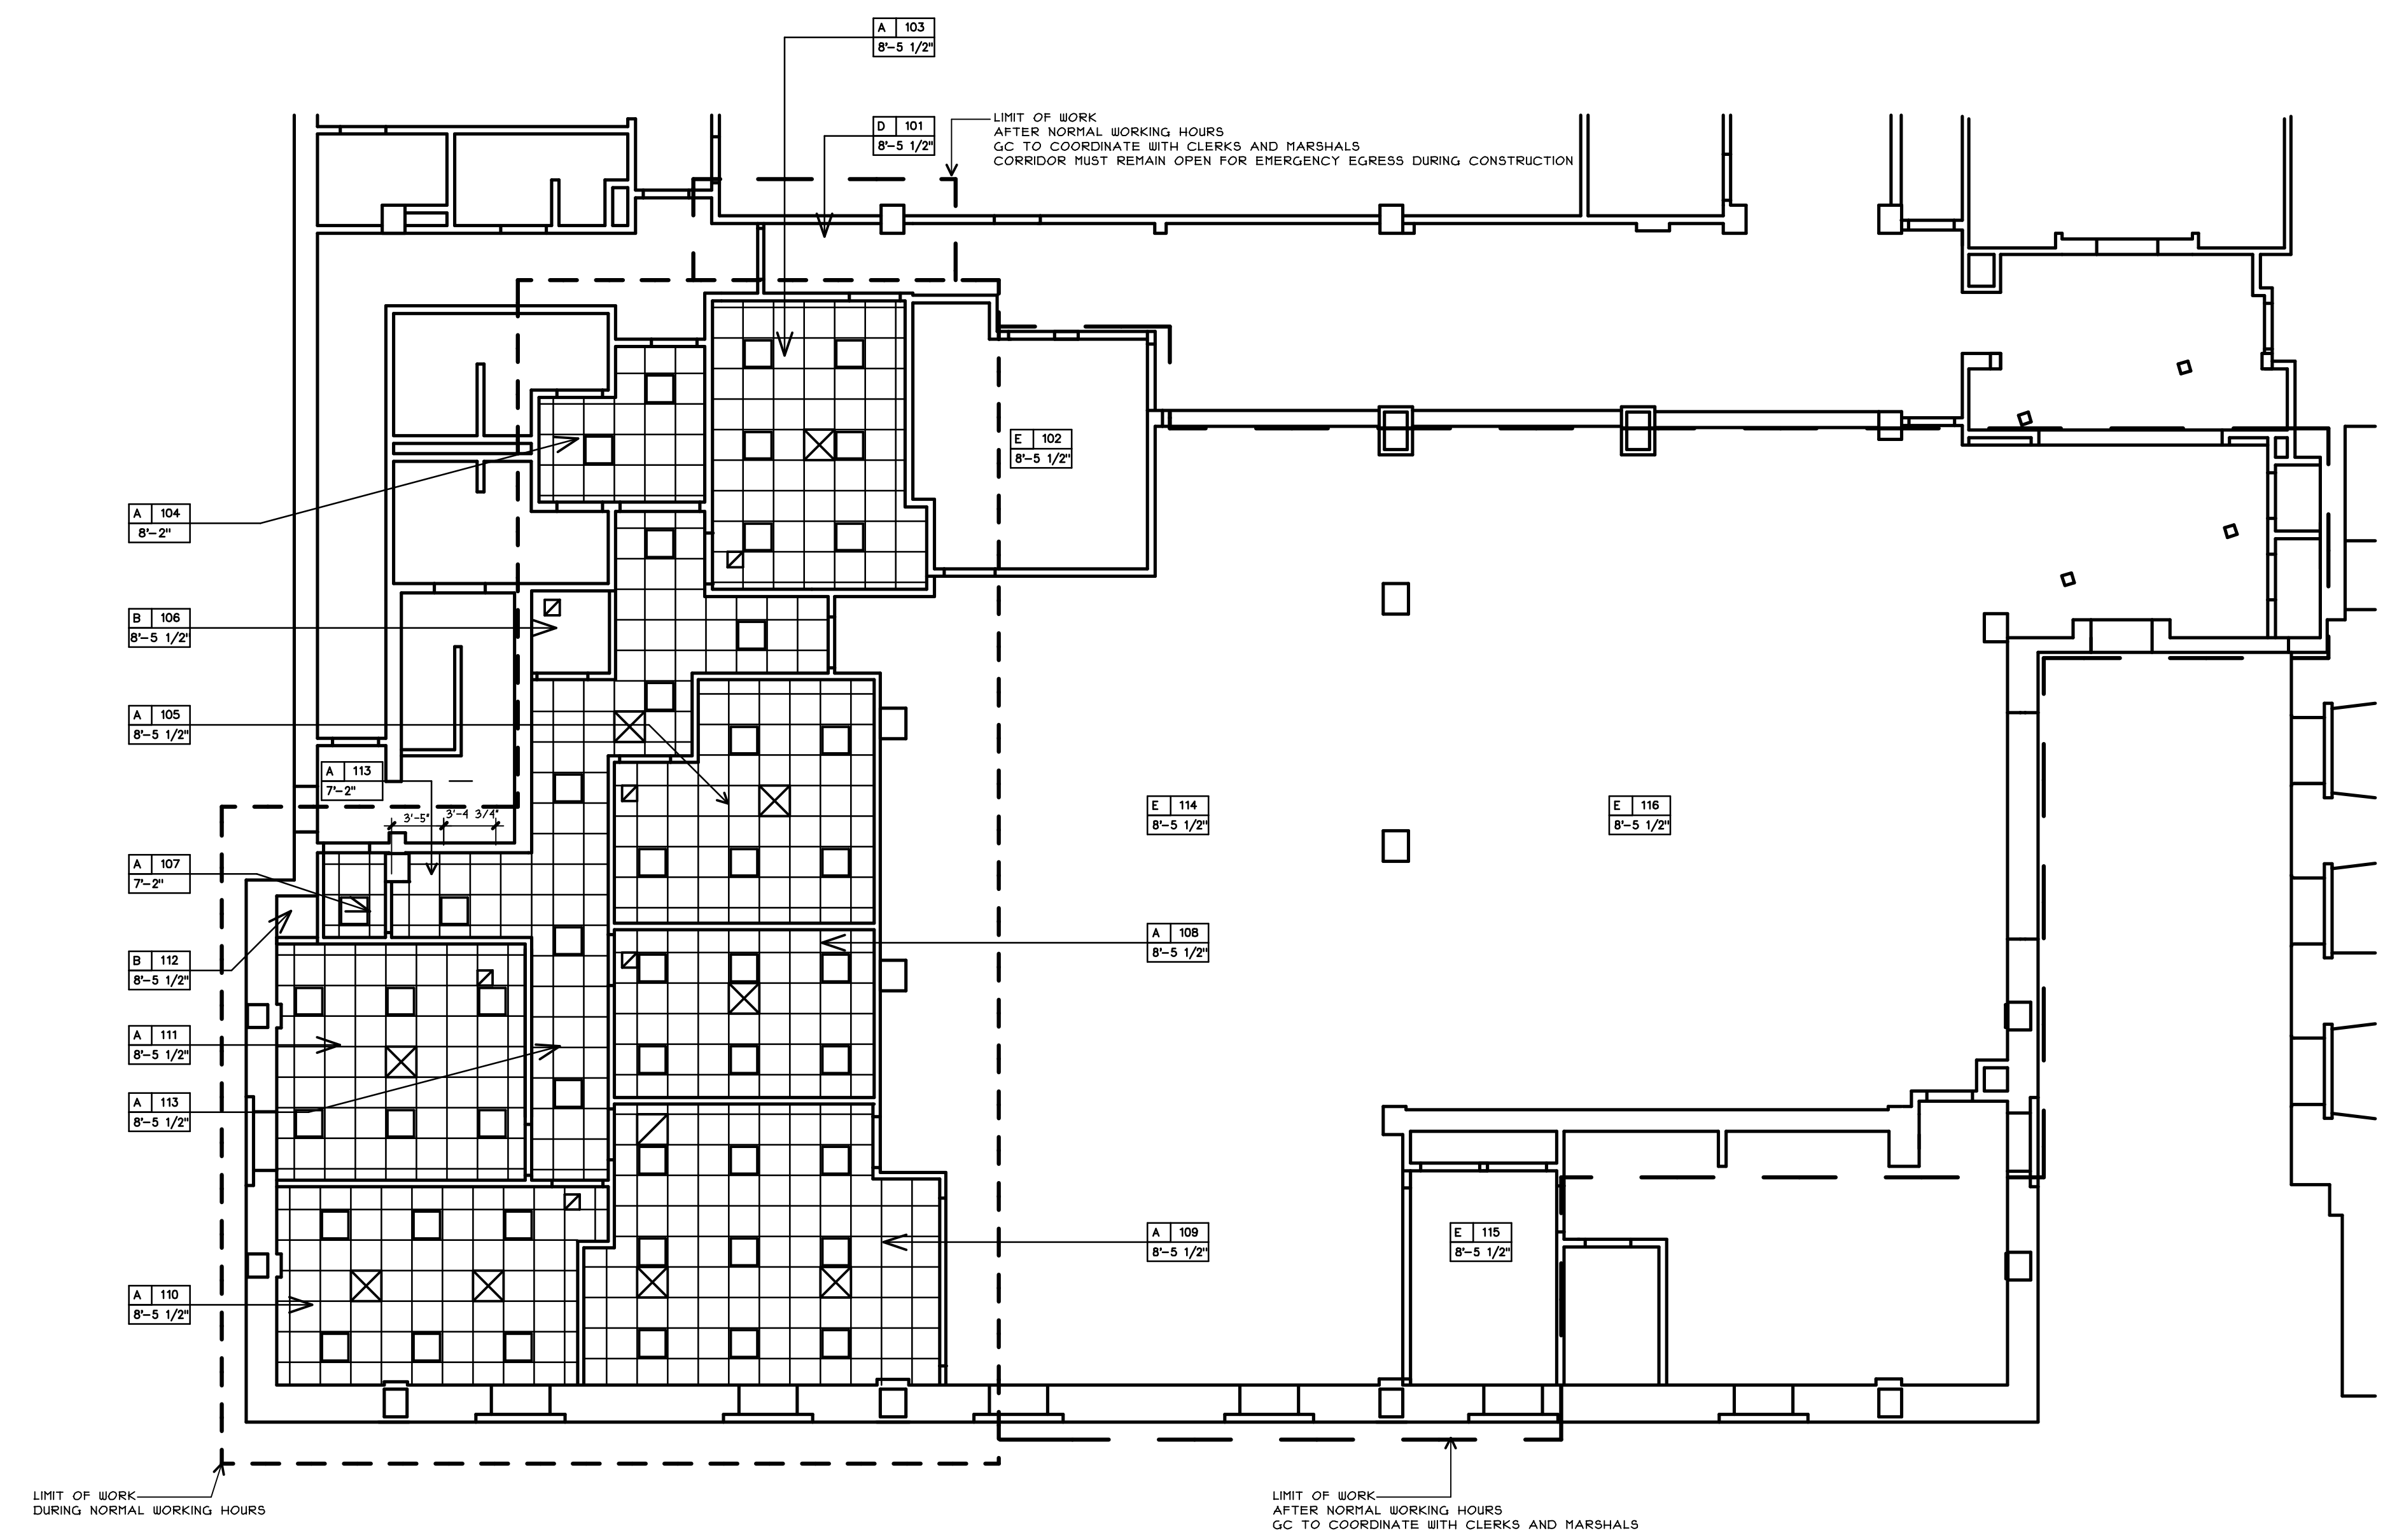 A 103
8'-5 1/2"
D 101
8'-5 1/2"
LIMIT OF WORK
AFTER NORMAL WORKING HOURS
GC TO COORDINATE WITH CLERKS AND MARSHALS
CORRIDOR MUST REMAIN OPEN FOR EMERGENCY EGRESS DURING CONSTRUCTION
E 102
8'-5 1/2"
A 104
8'-2"
B 106
8'-5 1/2"
A 105
8'-5 1/2"
A 113
7'-2"
3'-5" 3'-4 3/4"
E 114
8'-5 1/2"
E 116
8'-5 1/2"
A 107
7'-2"
A 108
8'-5 1/2"
B 112
8'-5 1/2"
A 111
8'-5 1/2"
A 113
8'-5 1/2"
A 109
8'-5 1/2"
E 115
8'-5 1/2"
A 110
8'-5 1/2"
LIMIT OF WORK
DURING NORMAL WORKING HOURS
LIMIT OF WORK
AFTER NORMAL WORKING HOURS
GC TO COORDINATE WITH CLERKS AND MARSHALS